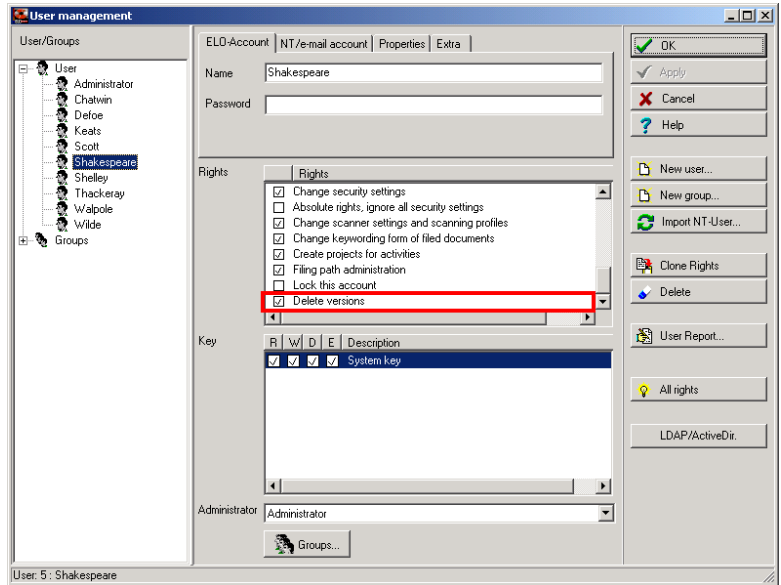 User management
User/Groups
User
Administrator
Chatwin
Defoe
Keats
Scott
Shakespeare
Shelley
Thackeray
Walpole
Wilde
Groups
ELO-Account NT/e-mail account Properties Extra
Name Shakespeare
Password
Rights Rights
Change security settings
Absolute rights, ignore all security settings
Change scanner settings and scanning profiles
Change keywording form of filed documents
Create projects for activities
Filing path administration
Lock this account
Delete versions
Key R W D E Description
System key
Administrator Administrator
Groups...
OK
Apply
Cancel
Help
New user...
New group...
Import NT-User...
Clone Rights
Delete
User Report...
All rights
LDAP/ActiveDir.
User: 5 : Shakespeare